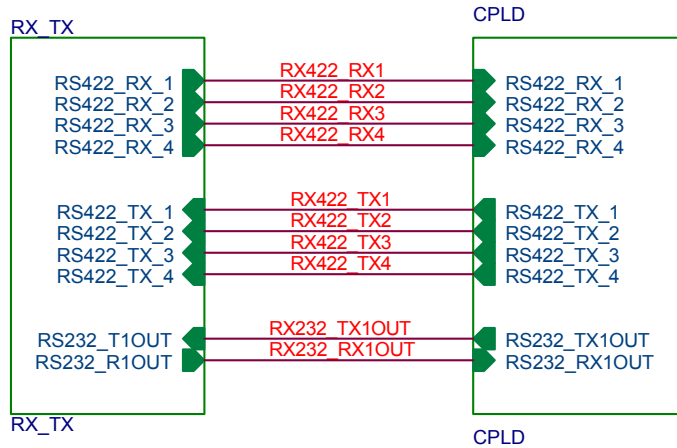 RX_TX
CPLD
RS422_RX_1 RX422_RX1 RS422_RX_1
RS422_RX_2 RX422_RX2 RS422_RX_2
RS422_RX_3 RX422_RX3 RS422_RX_3
RS422_RX_4 RX422_RX4 RS422_RX_4
RS422_TX_1 RX422_TX1 RS422_TX_1
RS422_TX_2 RX422_TX2 RS422_TX_2
RS422_TX_3 RX422_TX3 RS422_TX_3
RS422_TX_4 RX422_TX4 RS422_TX_4
RS232_T1OUT RX232_TX1OUT RS232_TX1OUT
RS232_R1OUT RX232_RX1OUT RS232_RX1OUT
RX_TX
CPLD